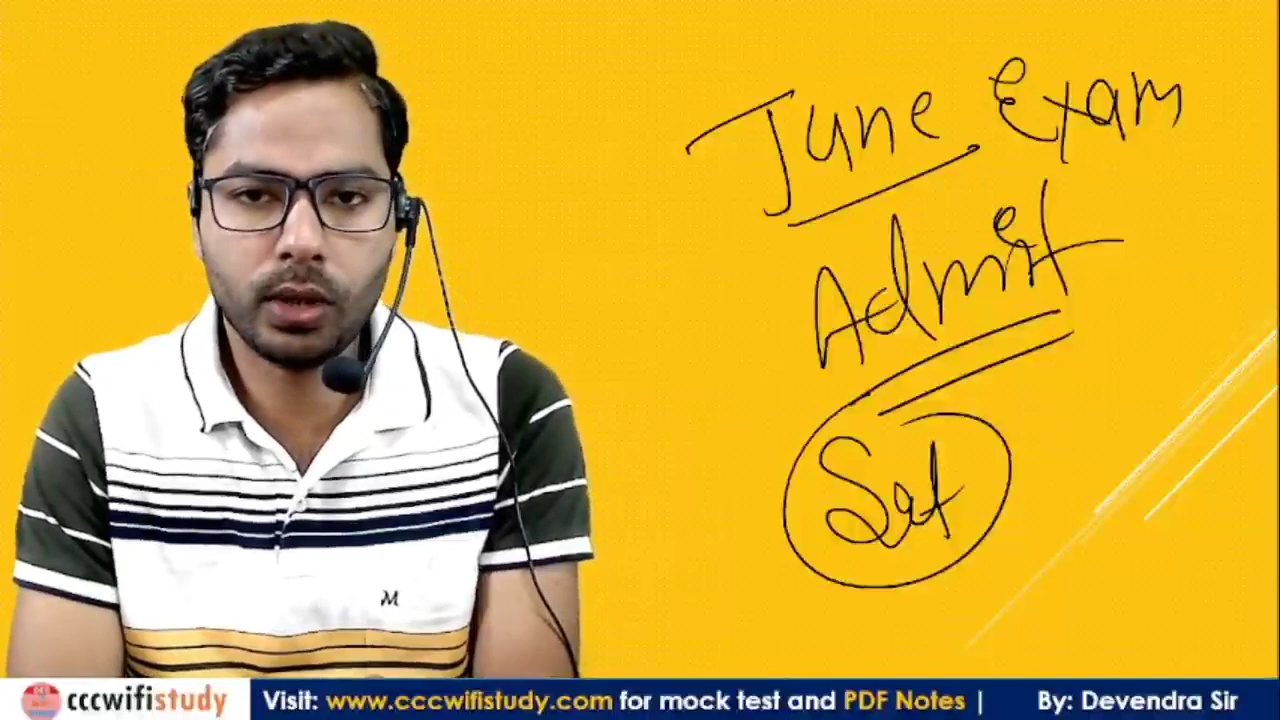 June Exam
Admit
Set
M
cccwifistudy
Visit: www.cccwifistudy.com for mock test and PDF Notes | By: Devendra Sir